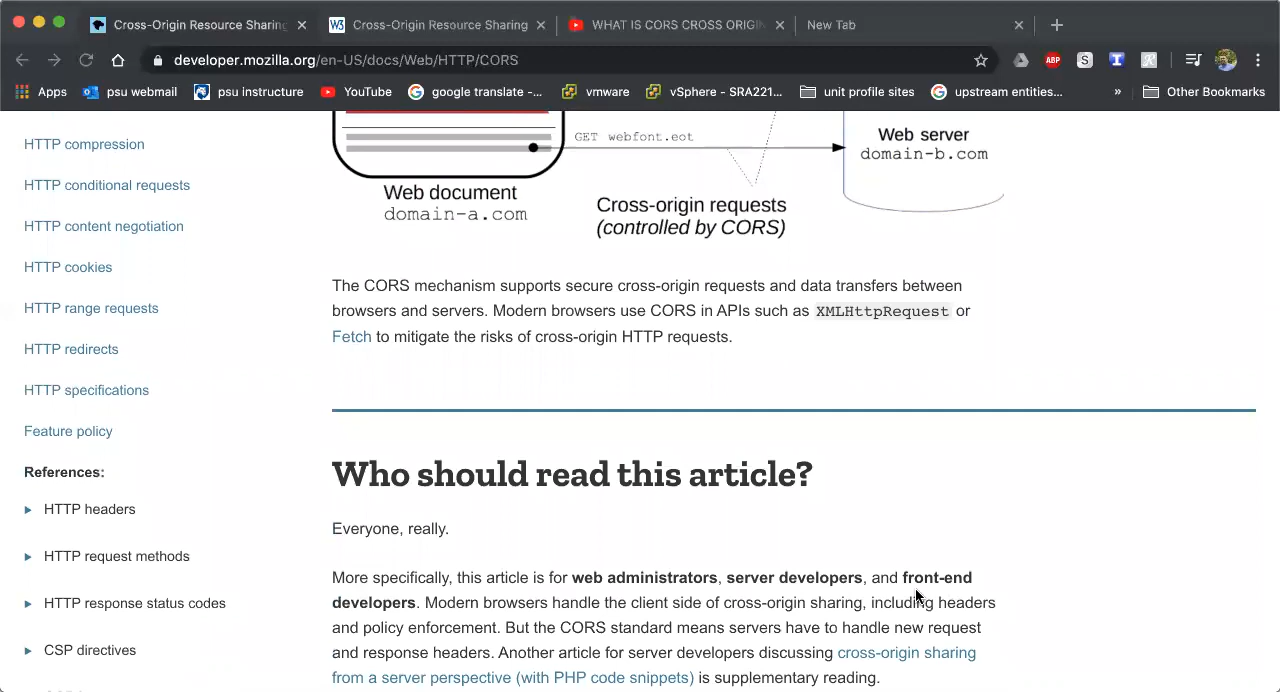 Cross-Origin Resource Sharing
Cross-Origin Resource Sharing
WHAT IS CORS CROSS ORIGIN
New Tab
developer.mozilla.org/en-US/docs/Web/HTTP/CORS
ABP
S
Apps
psu webmail
psu instructure
YouTube
google translate -...
vmware
vSphere - SRA221...
unit profile sites
upstream entities...
»
Other Bookmarks
HTTP compression
HTTP conditional requests
HTTP content negotiation
HTTP cookies
HTTP range requests
HTTP redirects
HTTP specifications
Feature policy
References:
HTTP headers
HTTP request methods
HTTP response status codes
CSP directives
GET webfont.eot
Web server
domain-b.com
Web document
domain-a.com
Cross-origin requests
(controlled by CORS)
The CORS mechanism supports secure cross-origin requests and data transfers between
browsers and servers. Modern browsers use CORS in APIs such as XMLHttpRequest or
Fetch to mitigate the risks of cross-origin HTTP requests.
Who should read this article?
Everyone, really.
More specifically, this article is for web administrators, server developers, and front-end
developers. Modern browsers handle the client side of cross-origin sharing, including headers
and policy enforcement. But the CORS standard means servers have to handle new request
and response headers. Another article for server developers discussing cross-origin sharing
from a server perspective (with PHP code snippets) is supplementary reading.